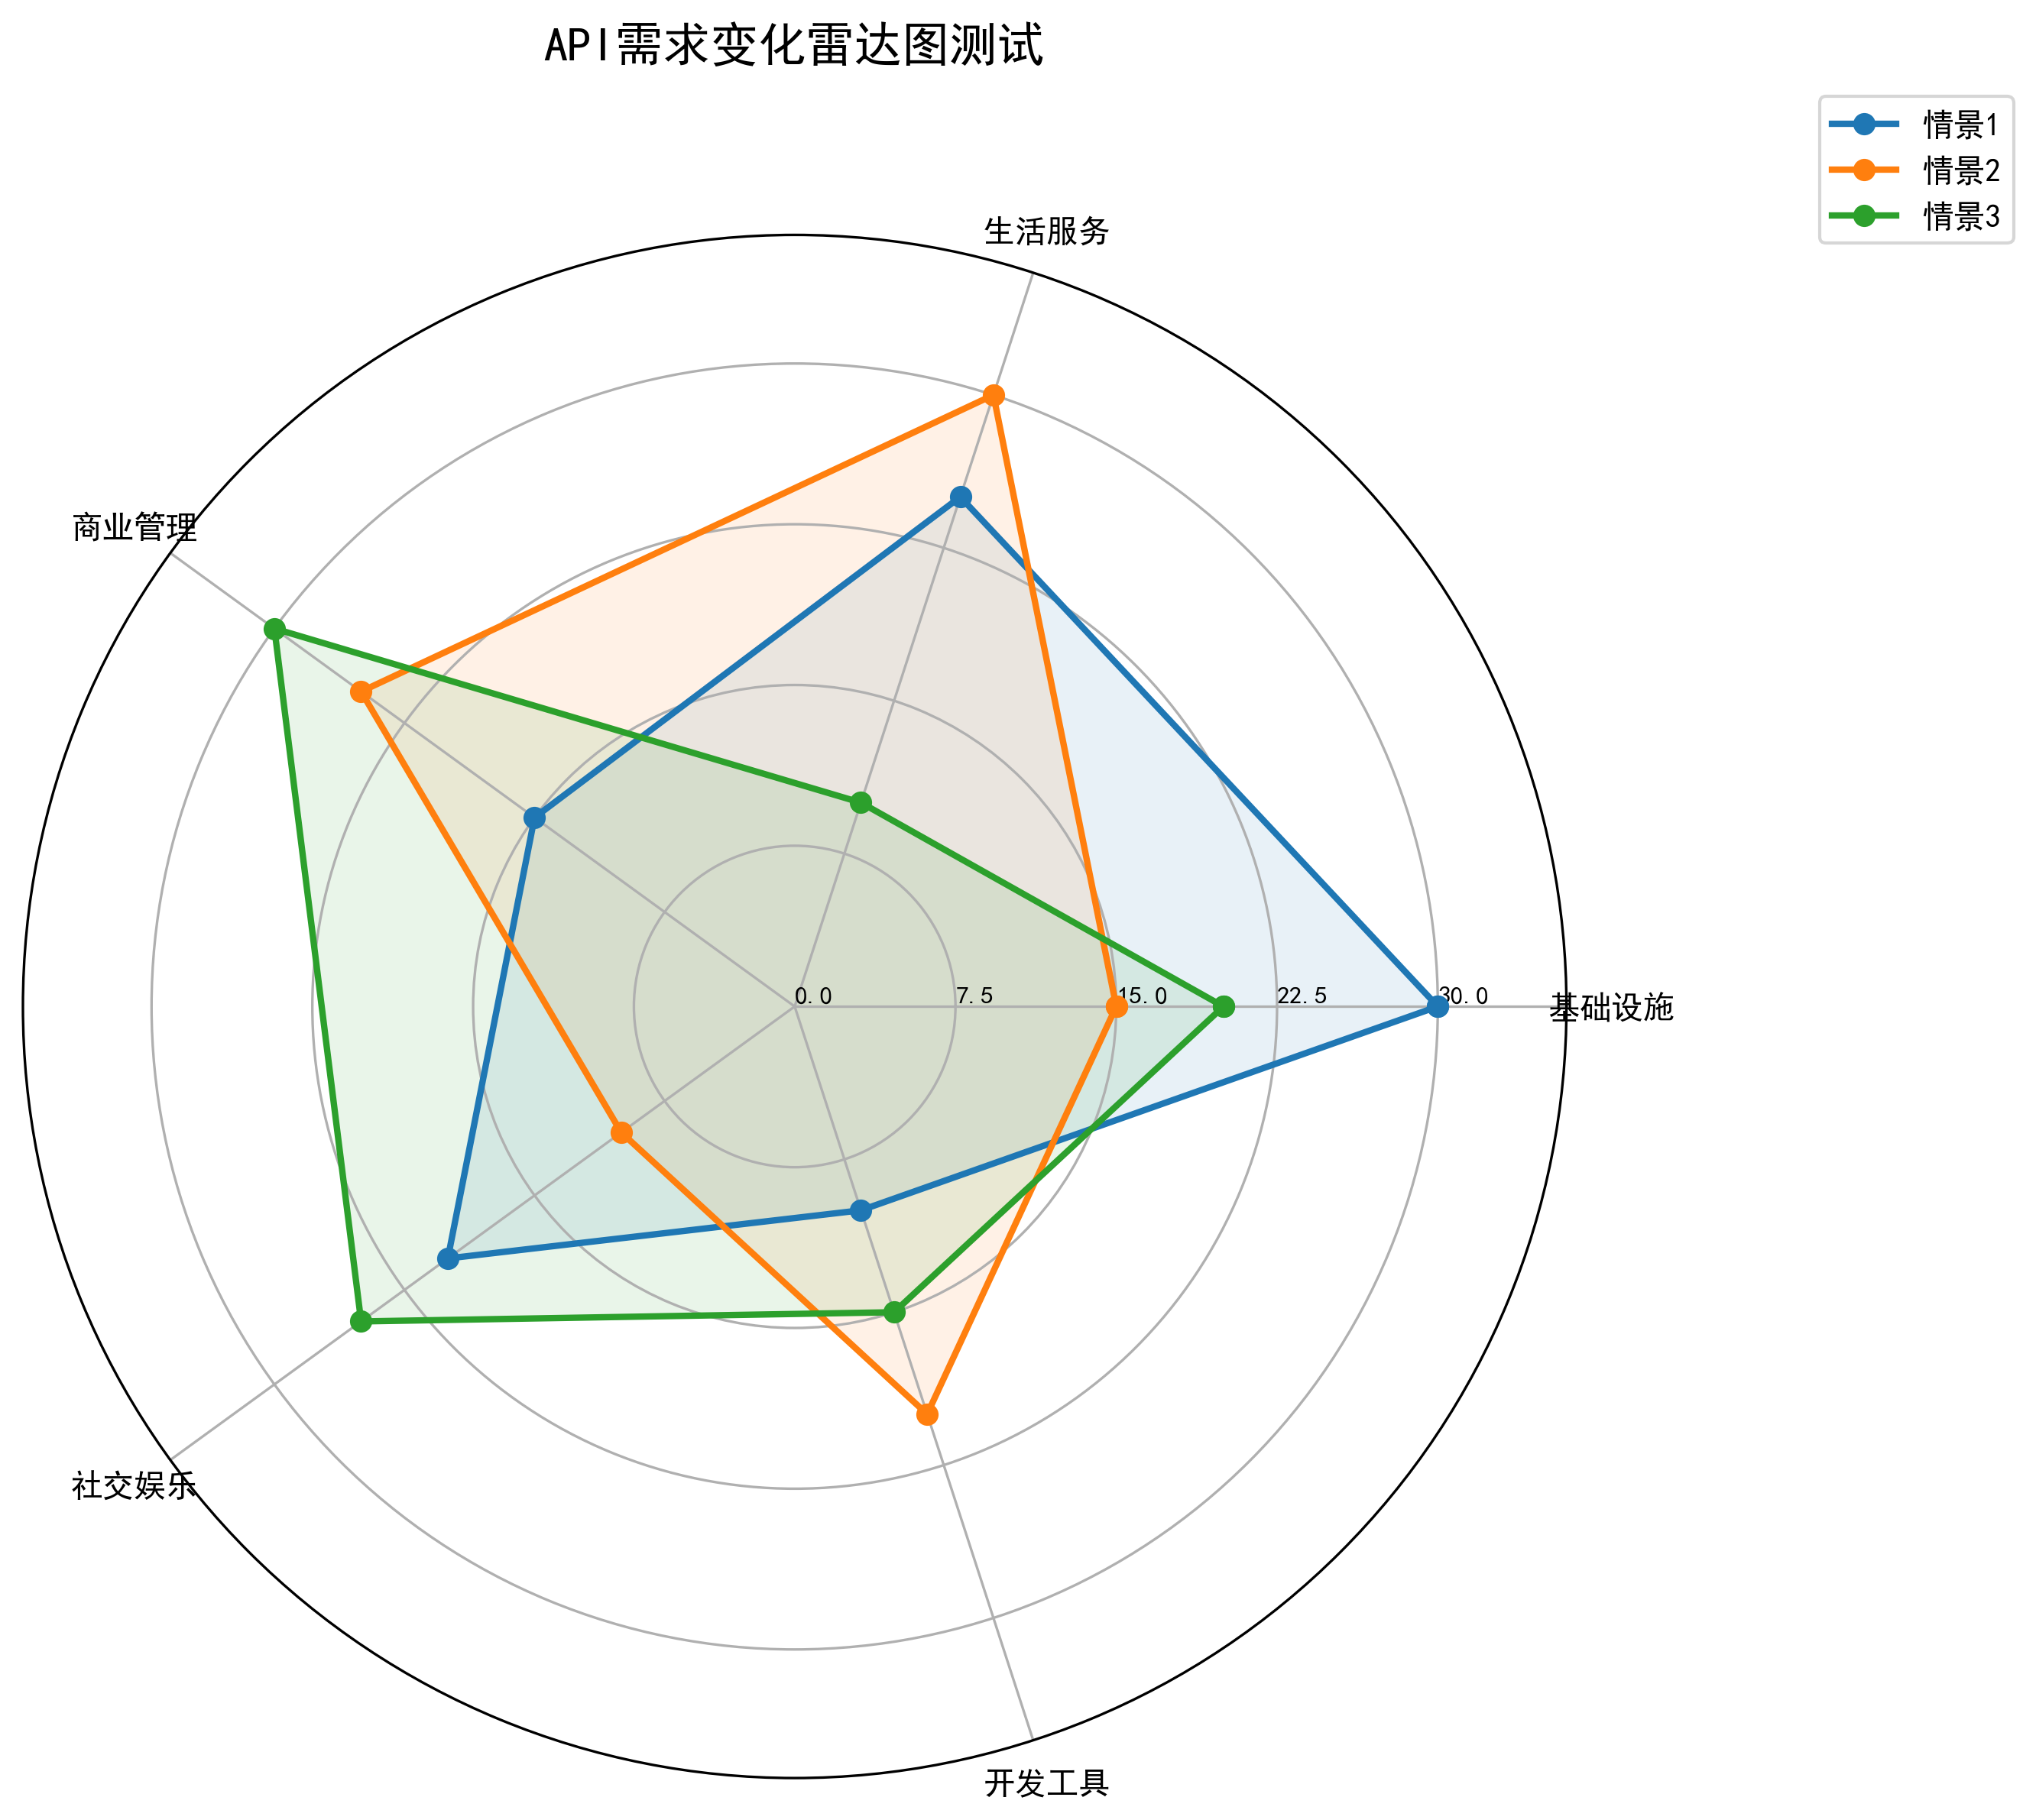 API需求变化雷达图测试
情景1
情景2
情景3
生活服务
商业管理
0.0
7.5
15.0
22.5
30.0
基础设施
社交娱乐
开发工具